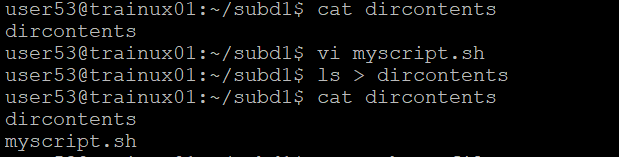 user53@trainux01:~/subd1$ cat dircontents
dircontents
user53@trainux01:~/subd1$ vi myscript.sh
user53@trainux01:~/subd1$ ls > dircontents
user53@trainux01:~/subd1$ cat dircontents
dircontents
myscript.sh